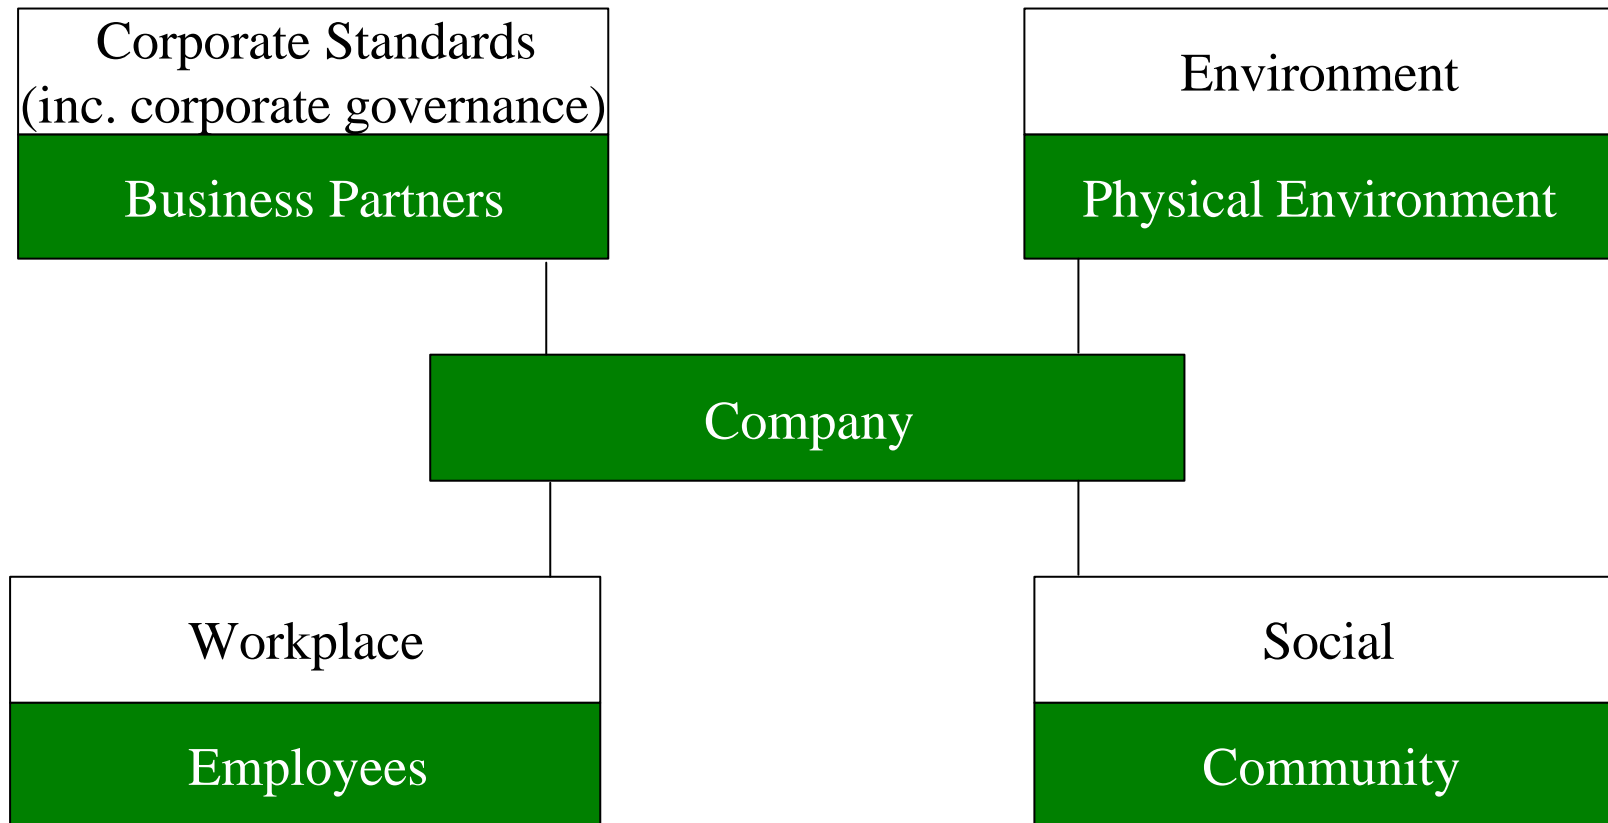 Corporate Standards
(inc. corporate governance)
Business Partners
Environment
Physical Environment
Company
Workplace
Employees
Social
Community